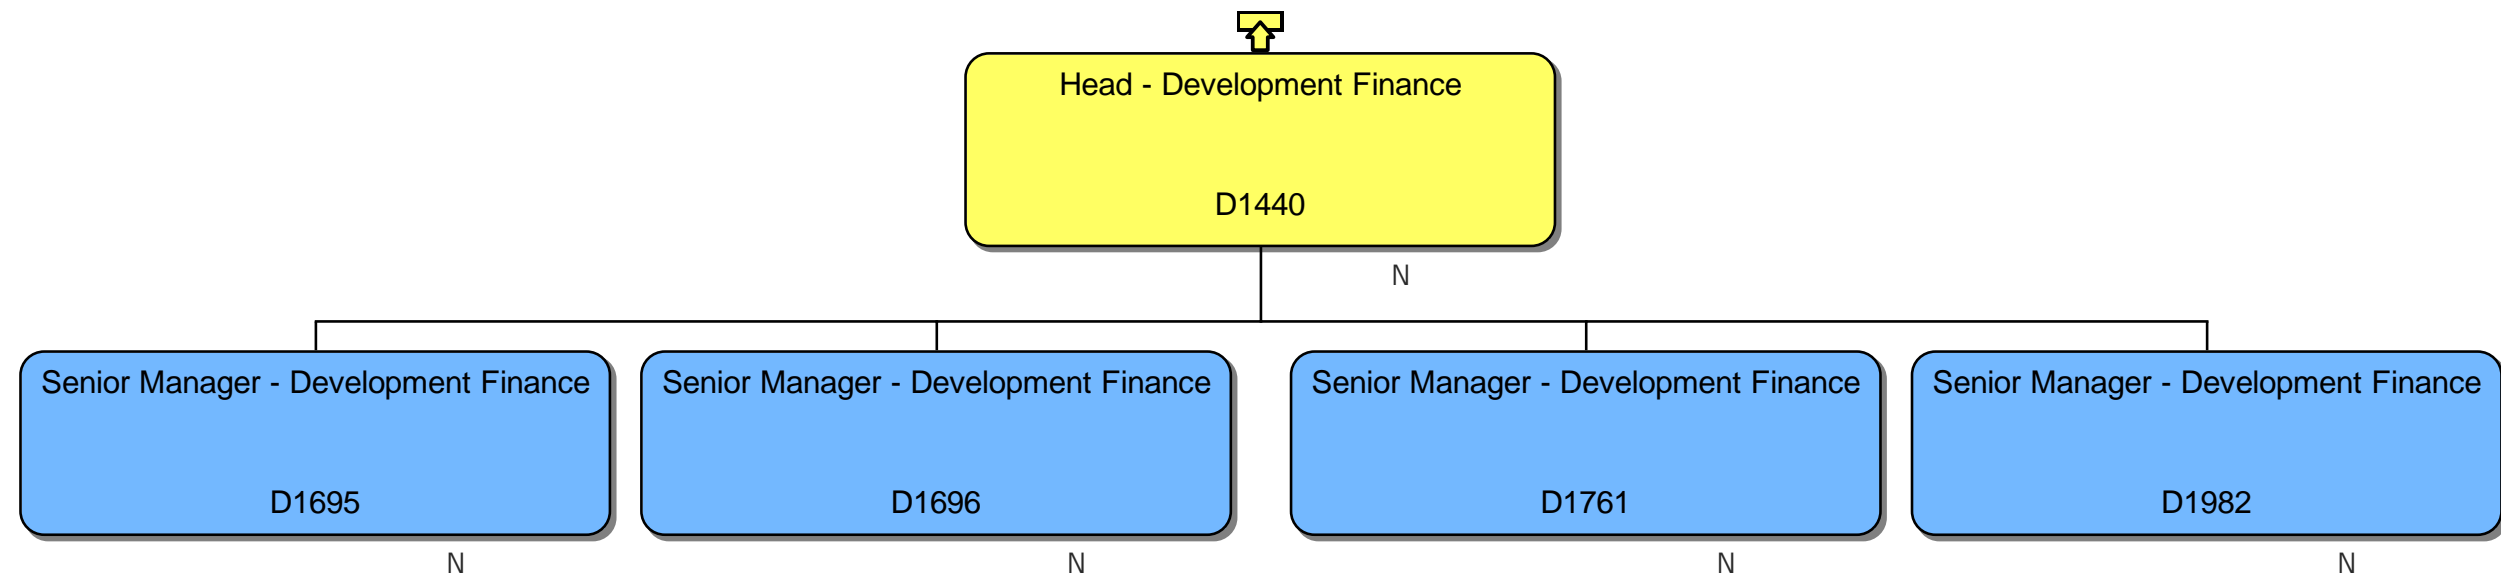 Head - Development Finance
D1440
N
Senior Manager - Development Finance
D1695
N
Senior Manager - Development Finance
D1696
N
Senior Manager - Development Finance
D1761
N
Senior Manager - Development Finance
D1982
N